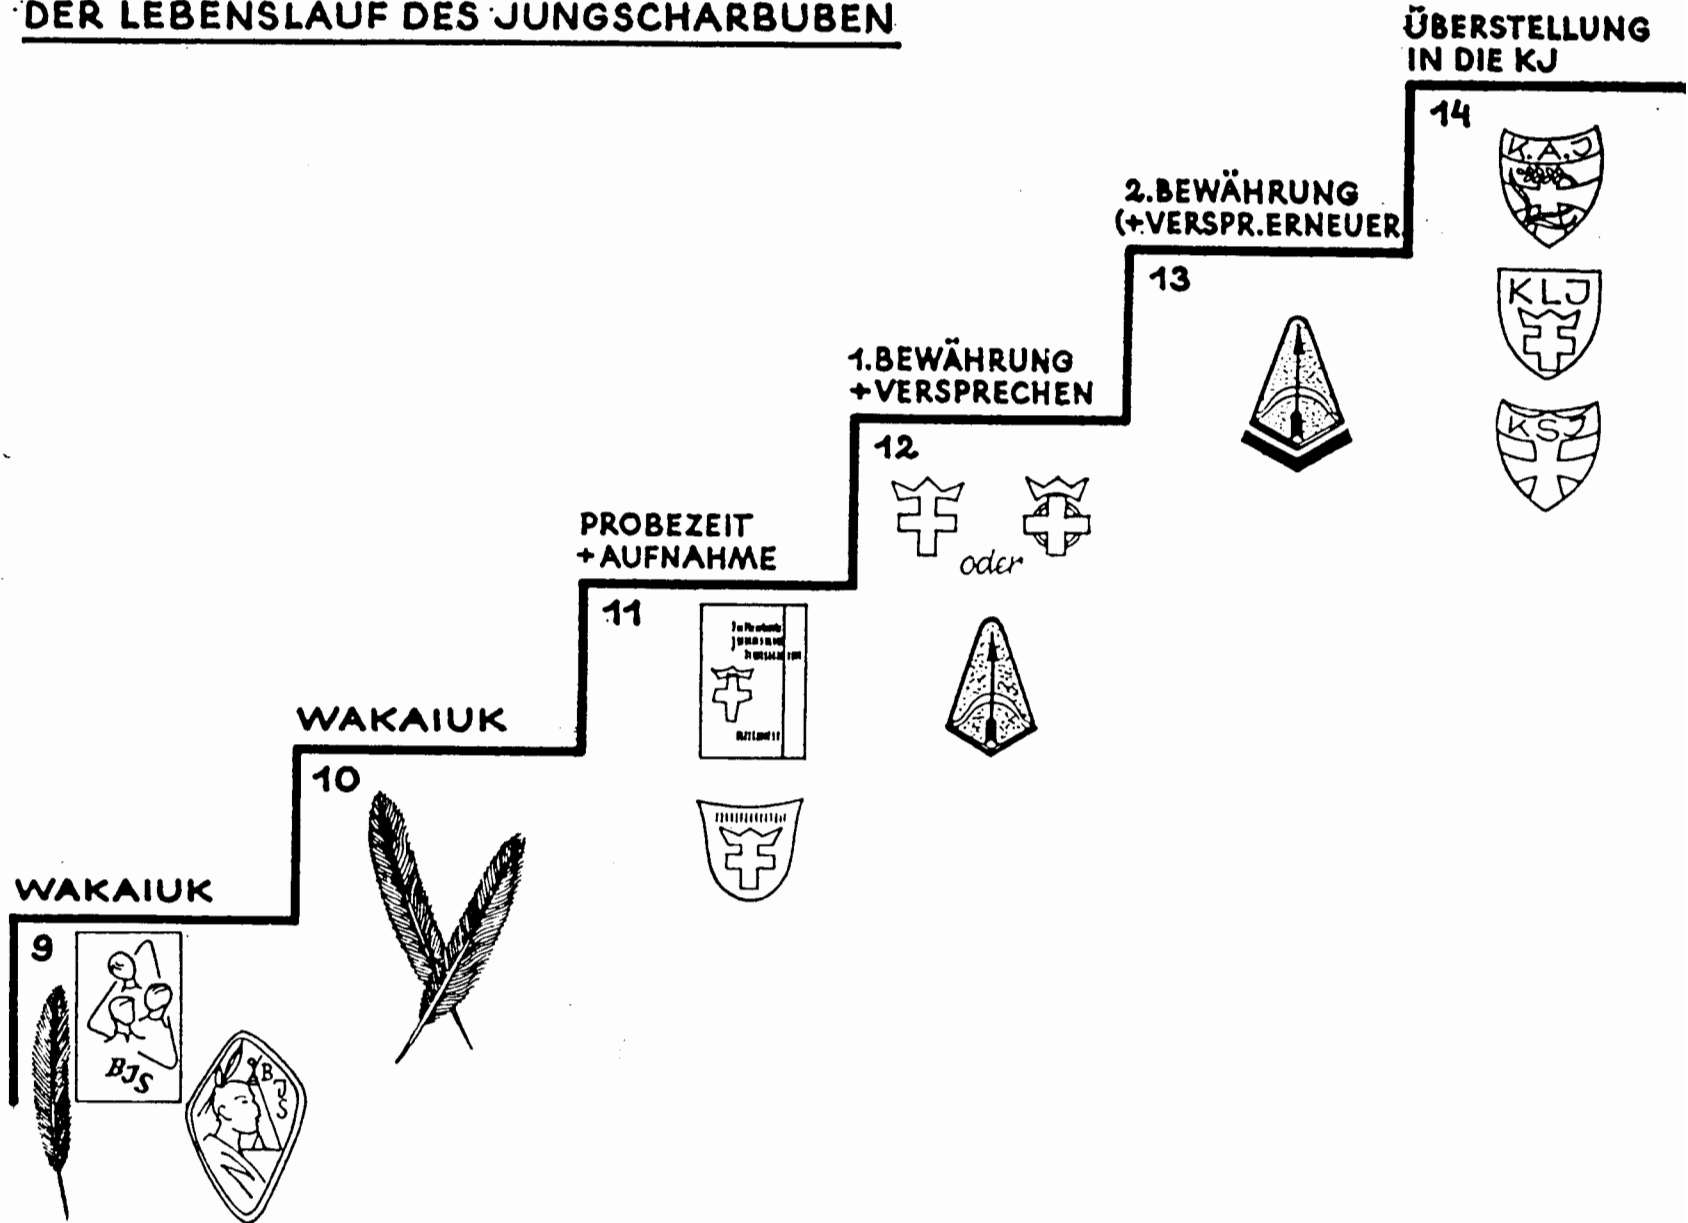 DER LEBENSLAUF DES JUNGSCHARBUBEN
ÜBERSTELLUNG
IN DIE KJ
14
K.A.J
KLJ
KSJ
2.BEWÄHRUNG
(+VERSPR.ERNEUER.
13
1.BEWÄHRUNG
+VERSPRECHEN
12
oder
PROBEZEIT
+AUFNAHME
11
WAKAIUK
10
WAKAIUK
9
BJS
BJS